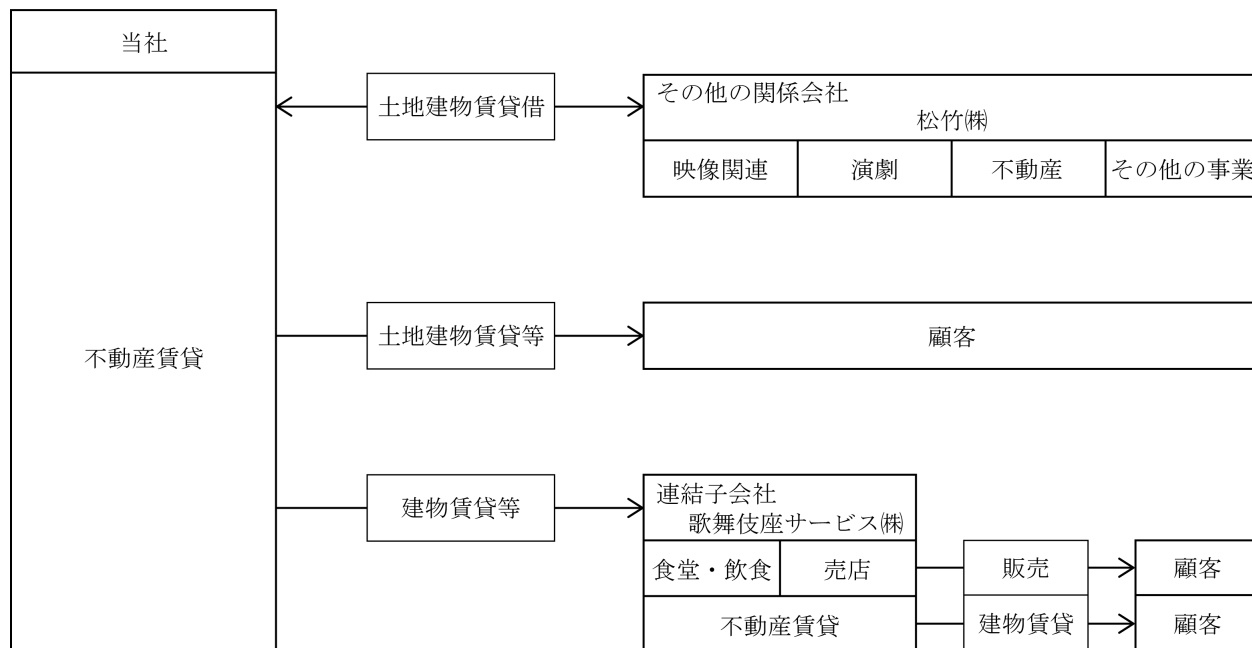 当社
不動産賃貸
土地建物賃貸借
その他の関係会社
松竹㈱
映像関連
演劇
不動産
その他の事業
土地建物賃貸等
顧客
建物賃貸等
連結子会社
歌舞伎座サービス㈱
食堂・飲食
売店
販売
顧客
不動産賃貸
建物賃貸
顧客